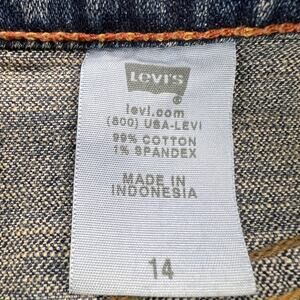 LEVI'S
®
levi.com
(800) USA-LEVI
99% COTTON
1% SPANDEX
MADE IN
INDONESIA
14